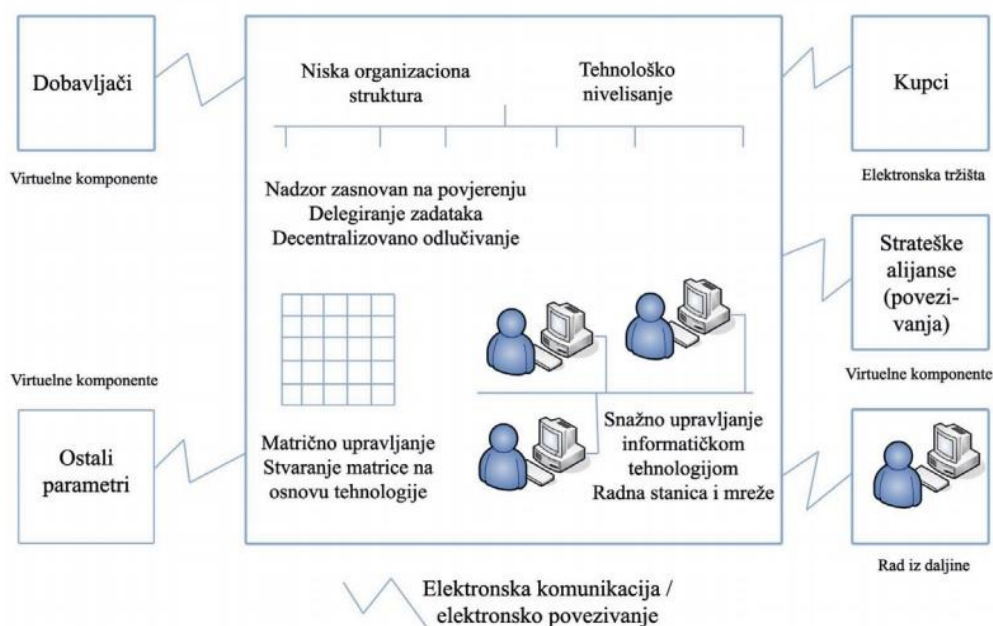 Dobavljači
Virtuelne komponente
Niska organizaciona
struktura
Tehnološko
nivelisanje
Kupci
Elektronska tržišta
Nadzor zasnovan na povjerenju
Delegiranje zadataka
Decentralizovano odlučivanje
Strateške
alijanse
(povezi-
vanja)
Virtuelne komponente
Virtuelne komponente
Ostali
parametri
Matrično upravljanje
Stvaranje matrice na
osnovu tehnologije
Snažno upravljanje
informatičkom
tehnologijom
Radna stanica i mreže
Rad iz daljine
Elektronska komunikacija /
elektronsko povezivanje